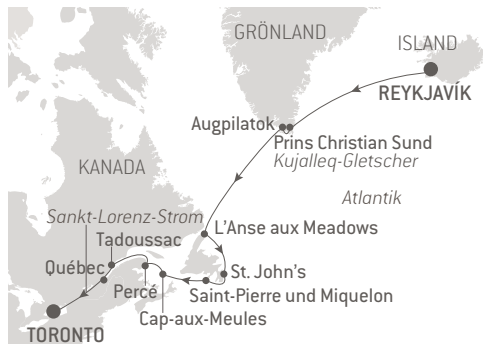 GRÖNLAND
ISLAND
REYKJAVÍK
Augpilatok
Prins Christian Sund
Kujalleq-Gletscher
KANADA
Atlantik
Sankt-Lorenz-Strom
L'Anse aux Meadows
Tadoussac
Québec
St. John's
Percé
Saint-Pierre und Miquelon
Cap-aux-Meules
TORONTO